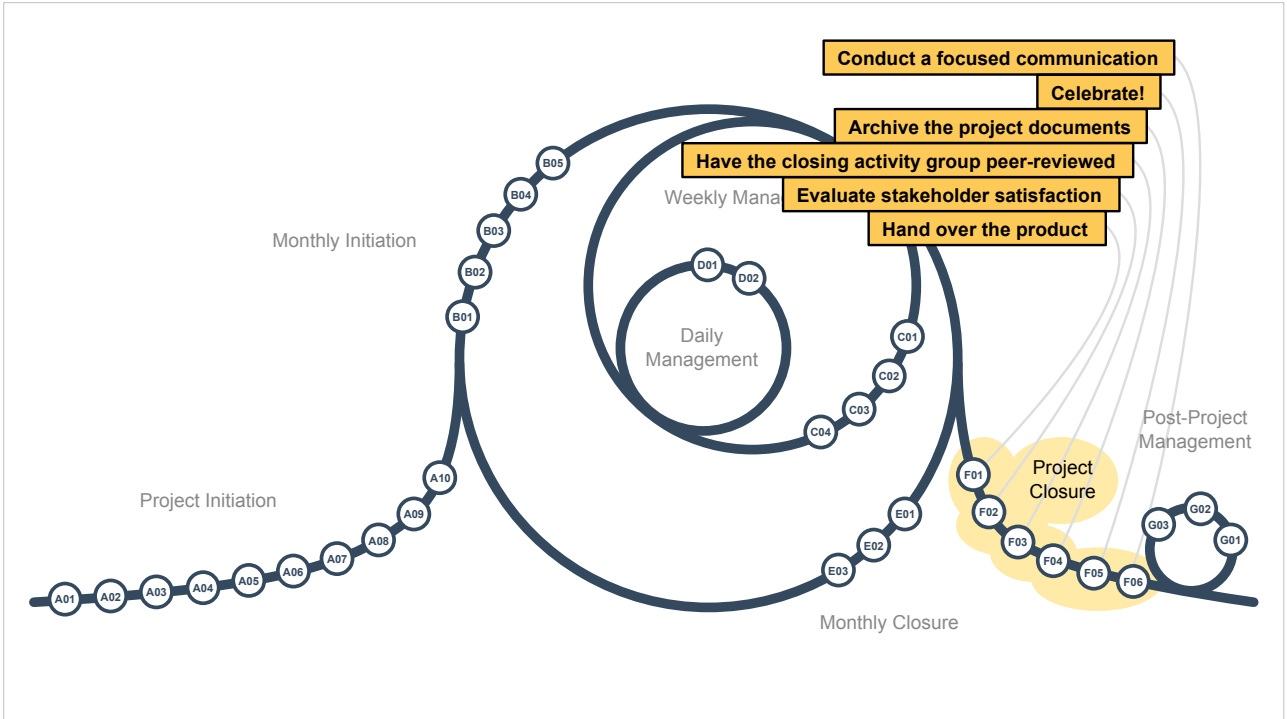 Conduct a focused communication
Celebrate!
Archive the project documents
Have the closing activity group peer-reviewed
Evaluate stakeholder satisfaction
Hand over the product
Weekly Mana
Monthly Initiation
B05
B04
B03
B02
B01
D01
D02
Daily
Management
C01
C02
C03
C04
Post-Project
Management
Project Initiation
A10
A09
A08
A07
A06
A05
A04
A03
A02
A01
E01
E02
E03
Monthly Closure
Project
Closure
F01
F02
F03
F04
F05
F06
G03
G02
G01